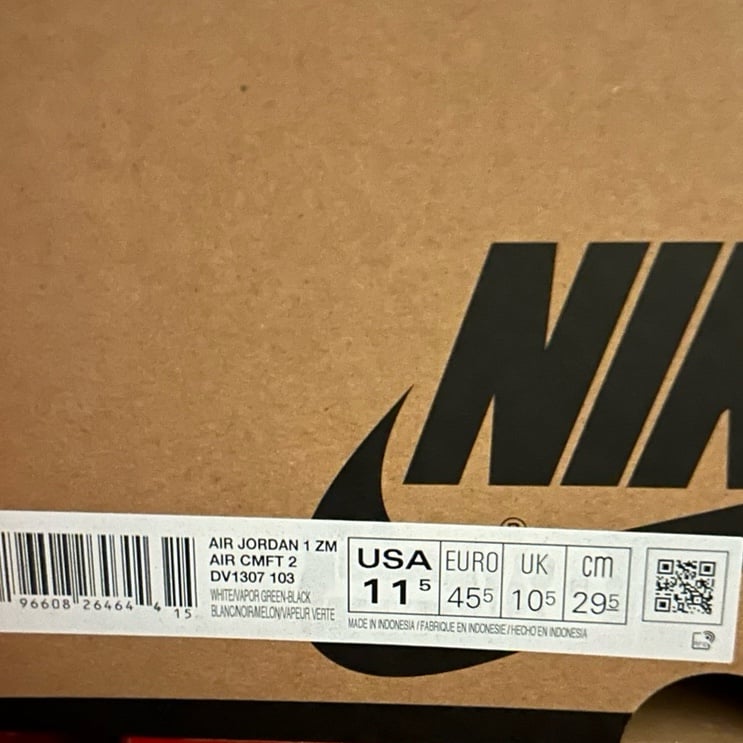 NIK
®
AIR JORDAN 1 ZM
AIR CMFT 2
DV1307 103
WHITE/VAPOR GREEN-BLACK
BLANC/NOIR/MELON/VAPEUR VERTE
96608 26464 4
15
USA EURO UK cm
11 5 45 5 10 5 29 5
MADE IN INDONESIA / FABRIQUE EN INDONESIE / HECHO EN INDONESIA